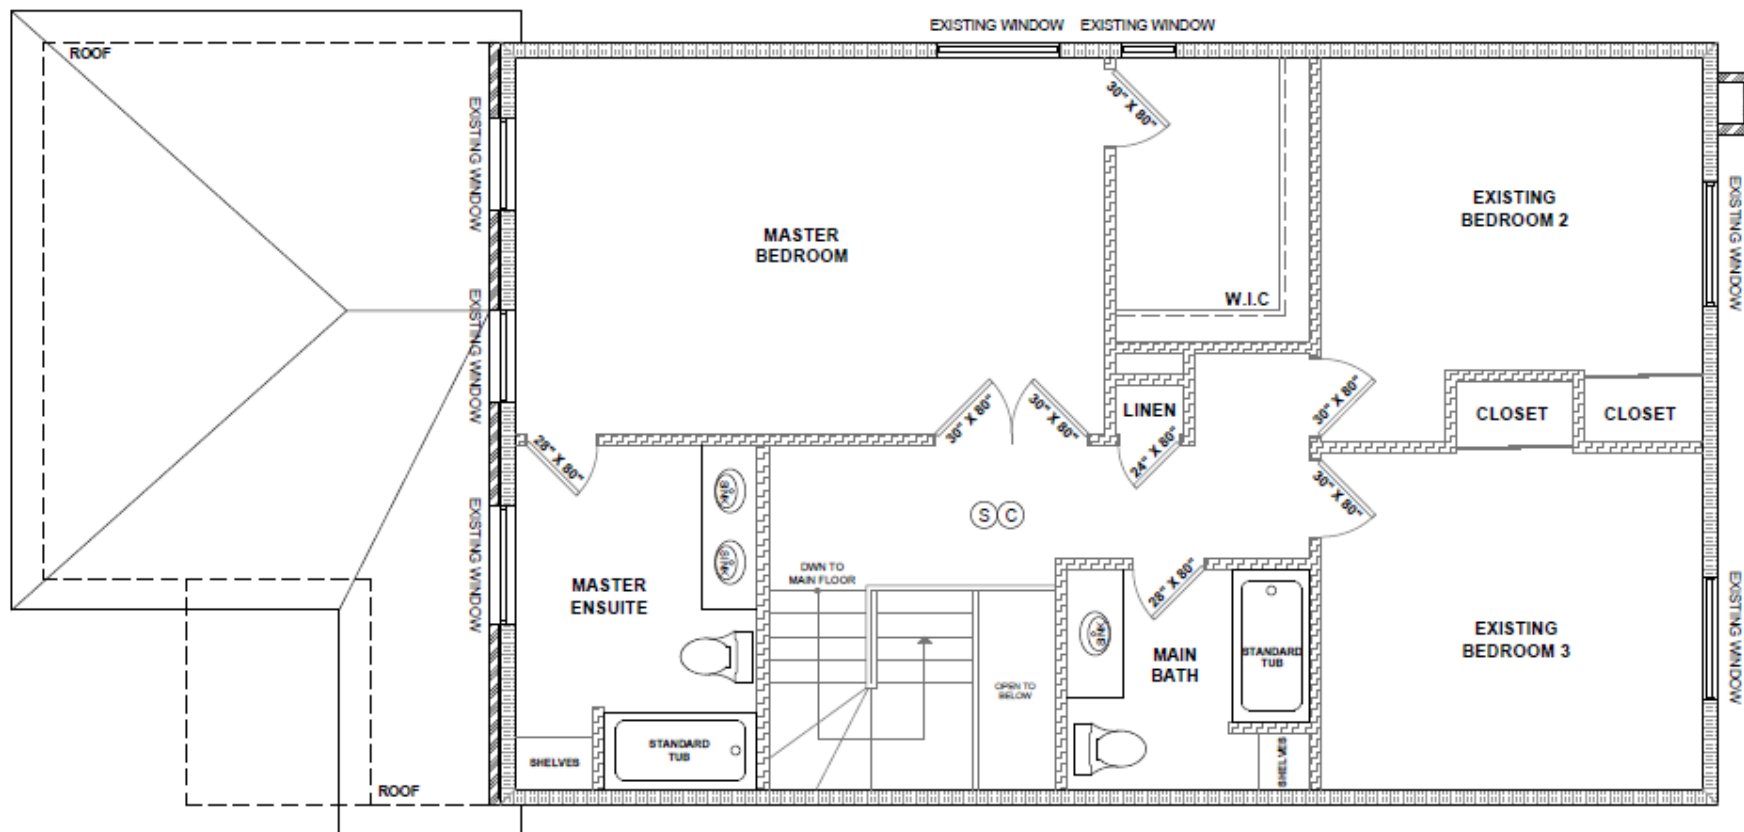 EXISTING WINDOW
EXISTING WINDOW
ROOF
EXISTING WINDOW
30" X 80"
EXISTING
BEDROOM 2
EXISTING WINDOW
MASTER
BEDROOM
W.I.C
EXISTING WINDOW
30" X 80"
30" X 80"
LINEN
30" X 80"
CLOSET
CLOSET
28" X 80"
24" X 80"
30" X 80"
SINK
S
C
EXISTING WINDOW
SINK
DWN TO
MAIN FLOOR
MASTER
ENSUITE
28" X 80"
SINK
EXISTING
BEDROOM 3
EXISTING WINDOW
MAIN
BATH
STANDARD
TUB
OPEN TO
BELOW
STANDARD
TUB
SHELVES
SHELVES
ROOF